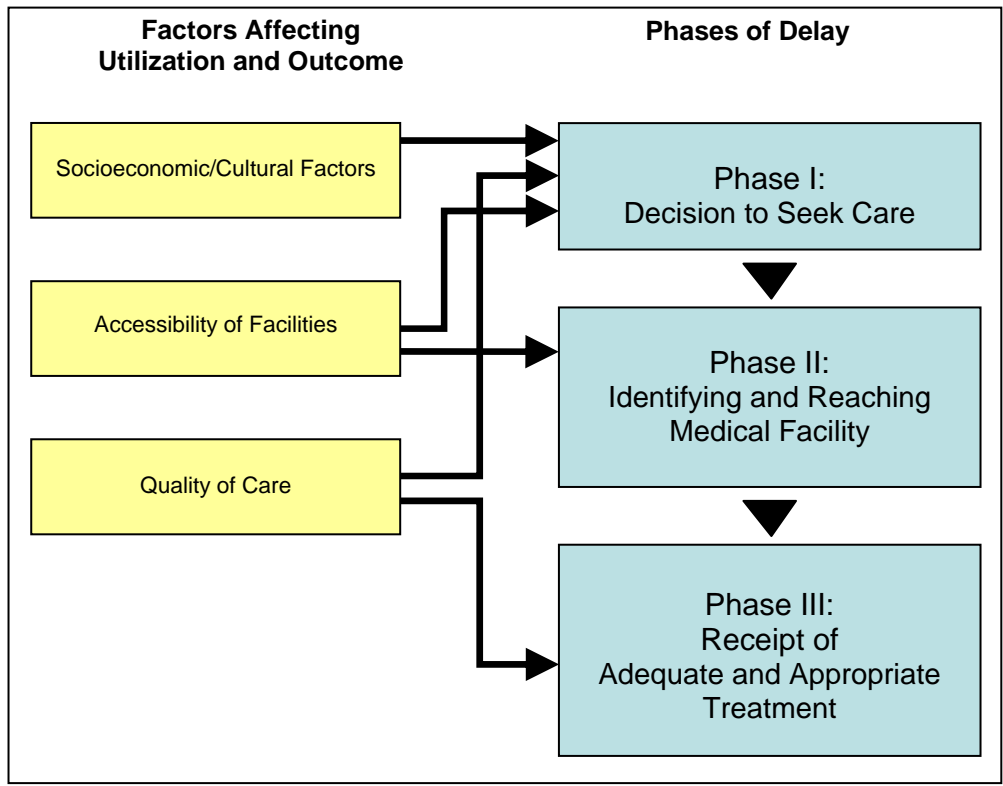 Factors Affecting
Utilization and Outcome
Phases of Delay
Socioeconomic/Cultural Factors
Accessibility of Facilities
Quality of Care
Phase I:
Decision to Seek Care
Phase II:
Identifying and Reaching
Medical Facility
Phase III:
Receipt of
Adequate and Appropriate
Treatment